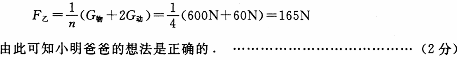 F乙=1/n(G物+2G动)=1/4(600N+60N)=165N
由此可知小明爸爸的想法是正确的. …………………………………(2分)